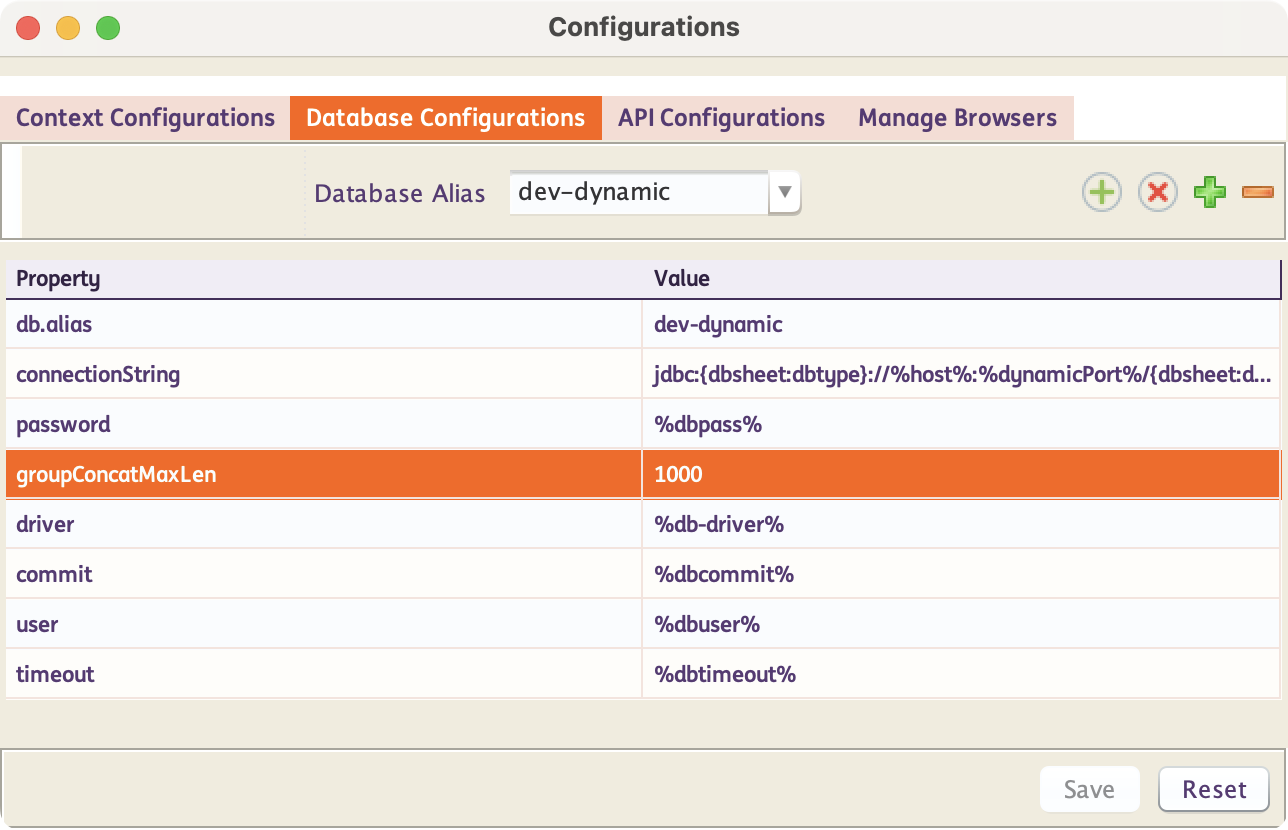 Configurations
Context Configurations Database Configurations API Configurations Manage Browsers
Database Alias dev-dynamic
Property Value
db.alias dev-dynamic
connectionString jdbc:{dbsheet:dbtype}://%host%:%dynamicPort%/{dbsheet:d...
password %dbpass%
groupConcatMaxLen 1000
driver %db-driver%
commit %dbcommit%
user %dbuser%
timeout %dbtimeout%
Save Reset